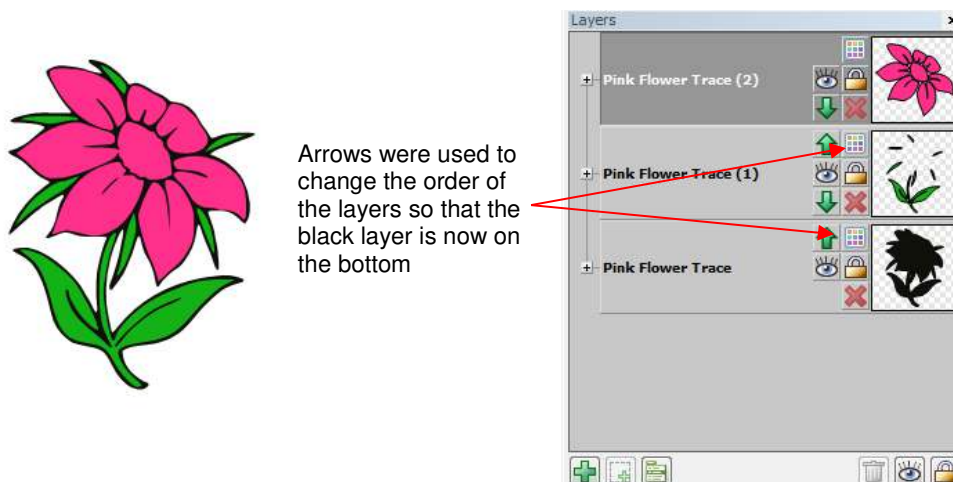 Layers
Pink Flower Trace (2)
Arrows were used to
change the order of
the layers so that the
black layer is now on
the bottom
Pink Flower Trace (1)
Pink Flower Trace